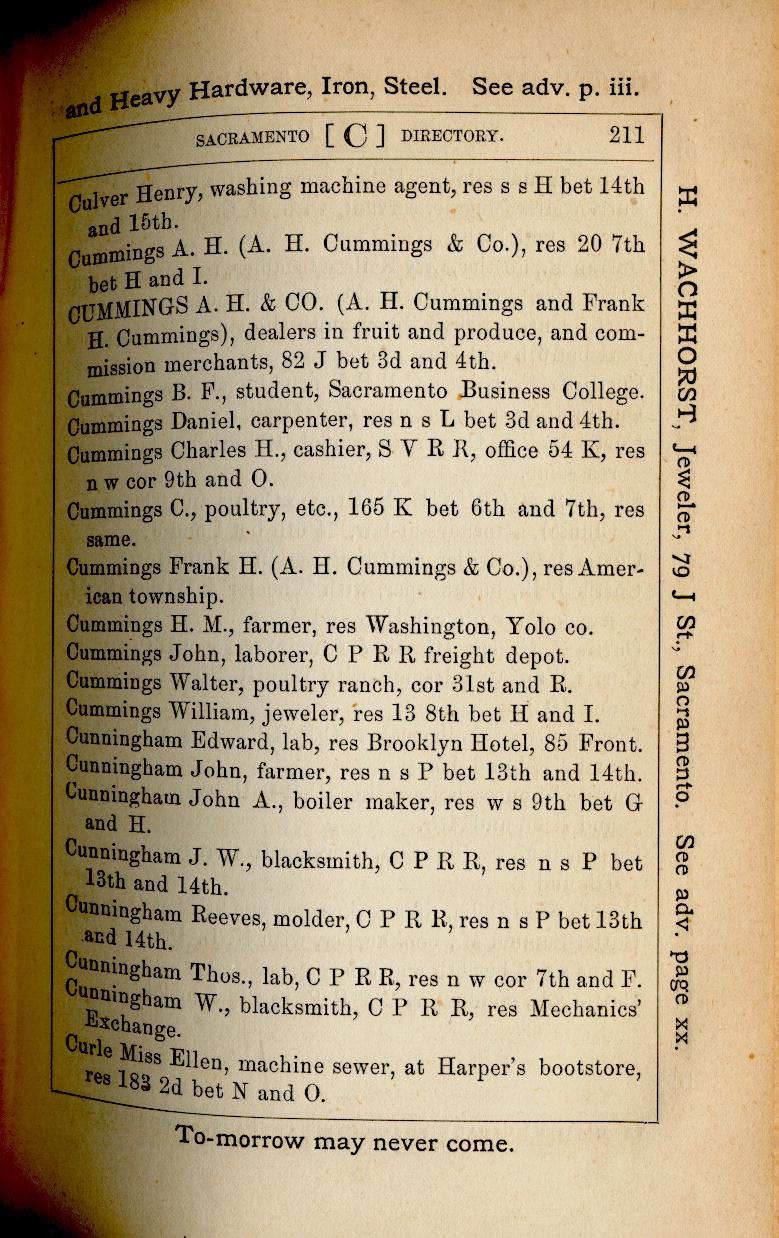 and Heavy Hardware, Iron, Steel. See adv. p. iii.
SACRAMENTO [ C ] DIRECTORY. 211
Culver Henry, washing machine agent, res s s H bet 14th
and 15th.
Cummings A. H. (A. H. Cummings & Co.), res 20 7th
bet H and I.
CUMMINGS A. H. & CO. (A. H. Cummings and Frank
H. Cummings), dealers in fruit and produce, and com-
mission merchants, 82 J bet 3d and 4th.
Cummings B. F., student, Sacramento Business College.
Cummings Daniel, carpenter, res n s L bet 3d and 4th.
Cummings Charles H., cashier, S V R R, office 54 K, res
n w cor 9th and O.
Cummings C., poultry, etc., 165 K bet 6th and 7th, res
same.
Cummings Frank H. (A. H. Cummings & Co.), res Amer-
ican township.
Cummings H. M., farmer, res Washington, Yolo co.
Cummings John, laborer, C P R R freight depot.
Cummings Walter, poultry ranch, cor 31st and R.
Cummings William, jeweler, res 13 8th bet H and I.
Cunningham Edward, lab, res Brooklyn Hotel, 85 Front.
Cunningham John, farmer, res n s P bet 13th and 14th.
Cunningham John A., boiler maker, res w s 9th bet G
and H.
Cunningham J. W., blacksmith, C P R R, res n s P bet
13th and 14th.
Cunningham Reeves, molder, C P R R, res n s P bet 13th
and 14th.
Cunningham Thos., lab, C P R R, res n w cor 7th and F.
Cunningham W., blacksmith, C P R R, res Mechanics'
Exchange.
Curle Miss Ellen, machine sewer, at Harper's bootstore,
res 183 2d bet N and O.
To-morrow may never come.
H. WACHHORST, Jeweler, 79 J St., Sacramento. See adv. page xx.